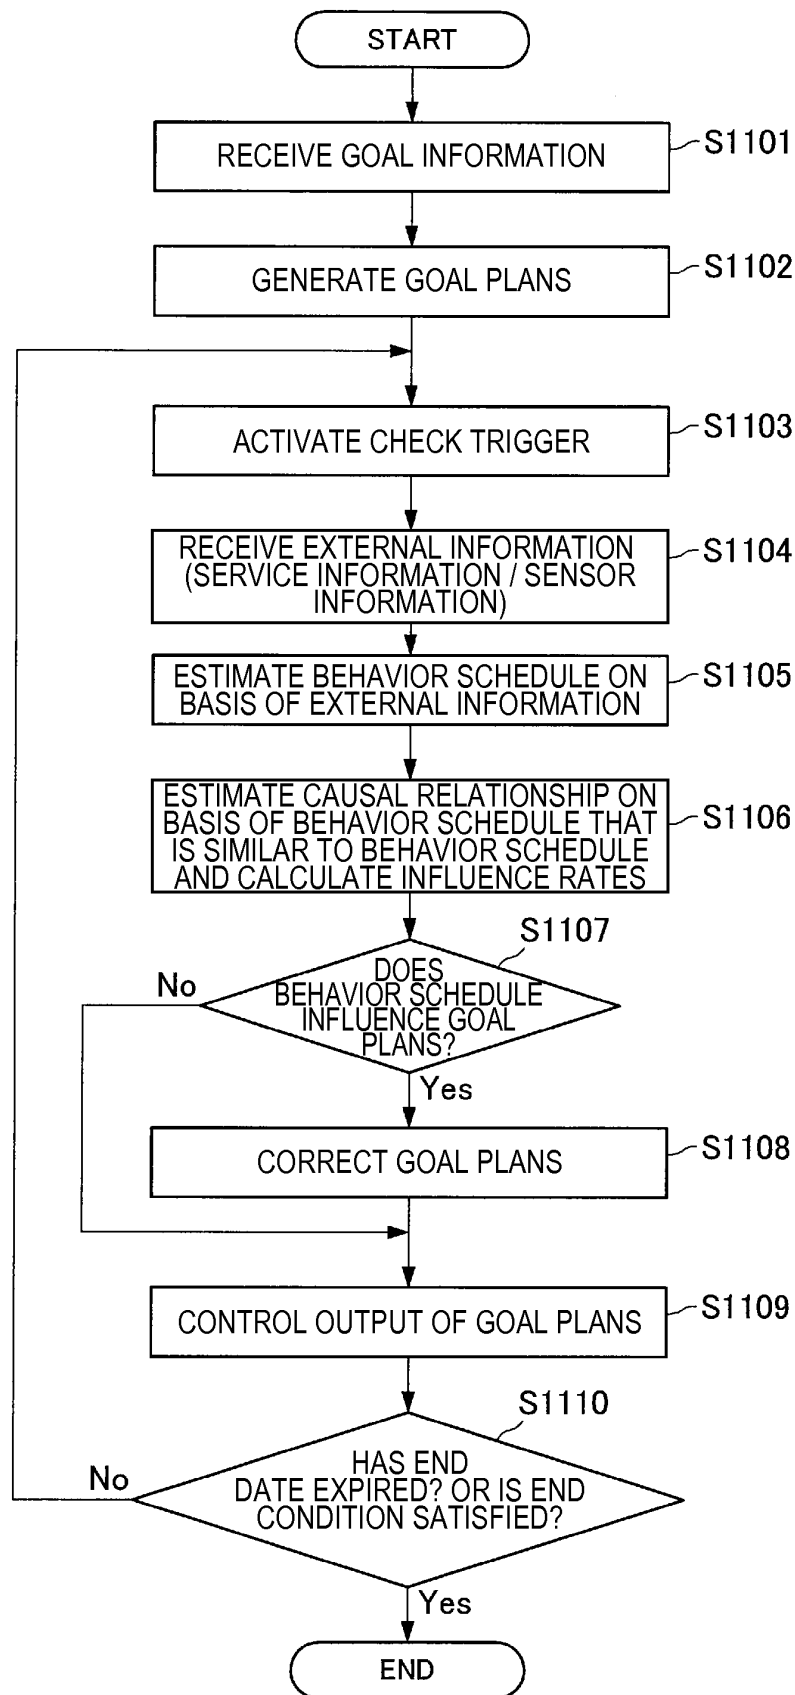 START
RECEIVE GOAL INFORMATION
S1101
GENERATE GOAL PLANS
S1102
ACTIVATE CHECK TRIGGER
S1103
RECEIVE EXTERNAL INFORMATION
(SERVICE INFORMATION / SENSOR
INFORMATION)
S1104
ESTIMATE BEHAVIOR SCHEDULE ON
BASIS OF EXTERNAL INFORMATION
S1105
ESTIMATE CAUSAL RELATIONSHIP ON
BASIS OF BEHAVIOR SCHEDULE THAT
IS SIMILAR TO BEHAVIOR SCHEDULE
AND CALCULATE INFLUENCE RATES
S1106
S1107
No
DOES
BEHAVIOR SCHEDULE
INFLUENCE GOAL
PLANS?
Yes
CORRECT GOAL PLANS
S1108
CONTROL OUTPUT OF GOAL PLANS
S1109
S1110
No
HAS END
DATE EXPIRED? OR IS END
CONDITION SATISFIED?
Yes
END